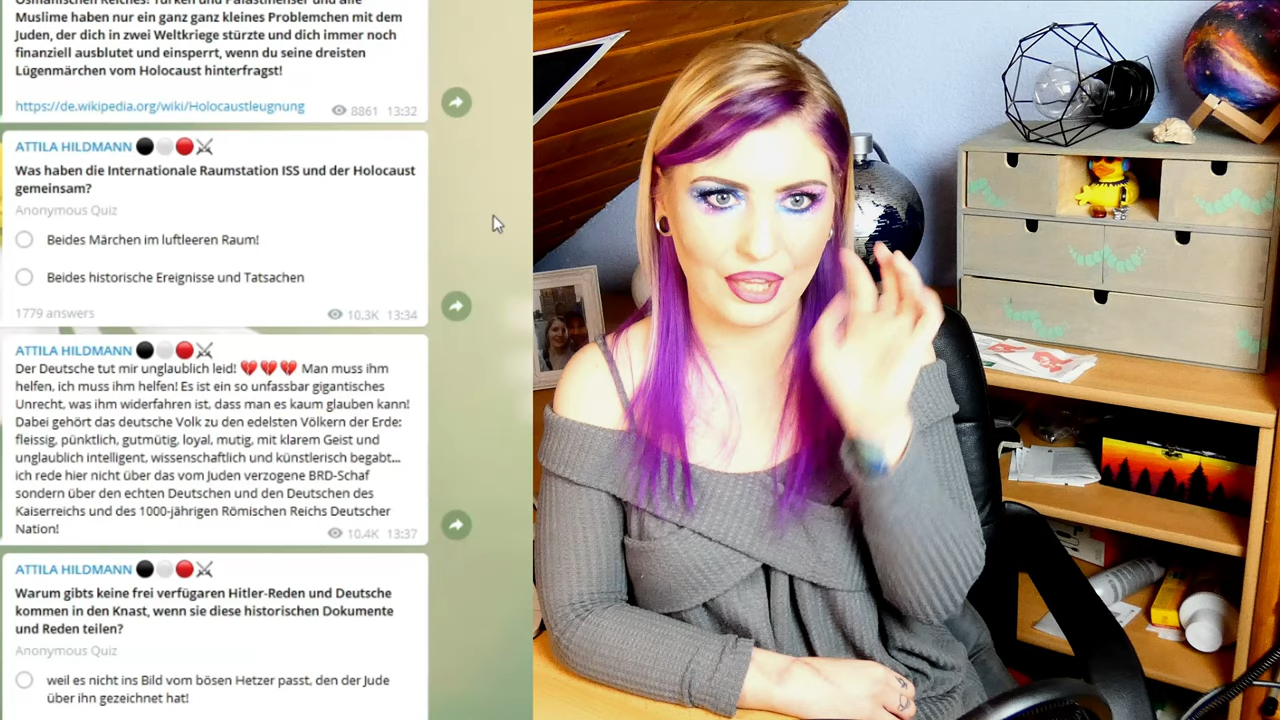 Osmanischen Reiches! Türken und Palästinenser und alle
Muslime haben nur ein ganz ganz kleines Problemchen mit dem
Juden, der dich in zwei Weltkriege stürzte und dich immer noch
finanziell ausblutet und einsperrt, wenn du seine dreisten
Lügenmärchen vom Holocaust hinterfragst!
https://de.wikipedia.org/wiki/Holocaustleugnung 8861 13:32
ATTILA HILDMANN
Was haben die Internationale Raumstation ISS und der Holocaust
gemeinsam?
Anonymous Quiz
Beides Märchen im luftleeren Raum!
Beides historische Ereignisse und Tatsachen
1779 answers 10.3K 13:34
ATTILA HILDMANN
Der Deutsche tut mir unglaublich leid! 💔💔💔 Man muss ihm
helfen, ich muss ihm helfen! Es ist ein so unfassbar gigantisches
Unrecht, was ihm widerfahren ist, dass man es kaum glauben kann!
Dabei gehört das deutsche Volk zu den edelsten Völkern der Erde:
fleissig, pünktlich, gutmütig, loyal, mutig, mit klarem Geist und
unglaublich intelligent, wissenschaftlich und künstlerisch begabt...
ich rede hier nicht über das vom Juden verzogene BRD-Schaf
sondern über den echten Deutschen und den Deutschen des
Kaiserreichs und des 1000-jährigen Römischen Reichs Deutscher
Nation! 10.4K 13:37
ATTILA HILDMANN
Warum gibts keine frei verfügaren Hitler-Reden und Deutsche
kommen in den Knast, wenn sie diese historischen Dokumente
und Reden teilen?
Anonymous Quiz
weil es nicht ins Bild vom bösen Hetzer passt, den der Jude
über ihn gezeichnet hat!